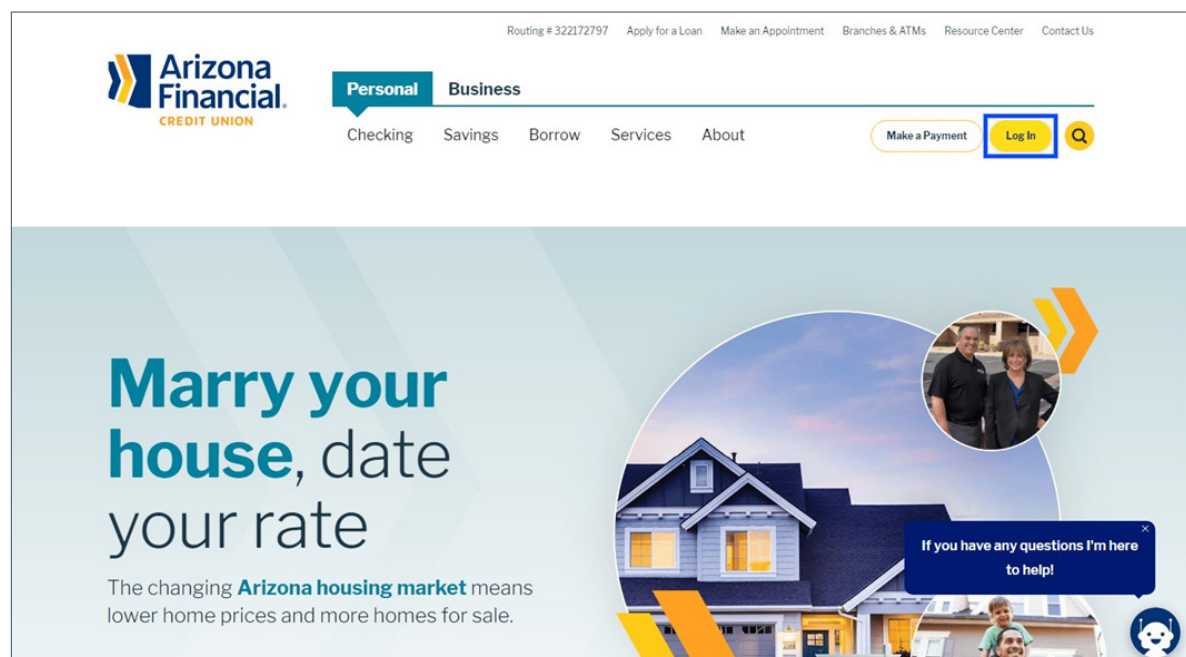 Routing # 322172797 Apply for a Loan Make an Appointment Branches & ATMs Resource Center Contact Us
Arizona
Financial
CREDIT UNION
Personal Business
Checking Savings Borrow Services About
Make a Payment Log In
Marry your
house, date
your rate
The changing Arizona housing market means
lower home prices and more homes for sale.
If you have any questions I'm here
to help!